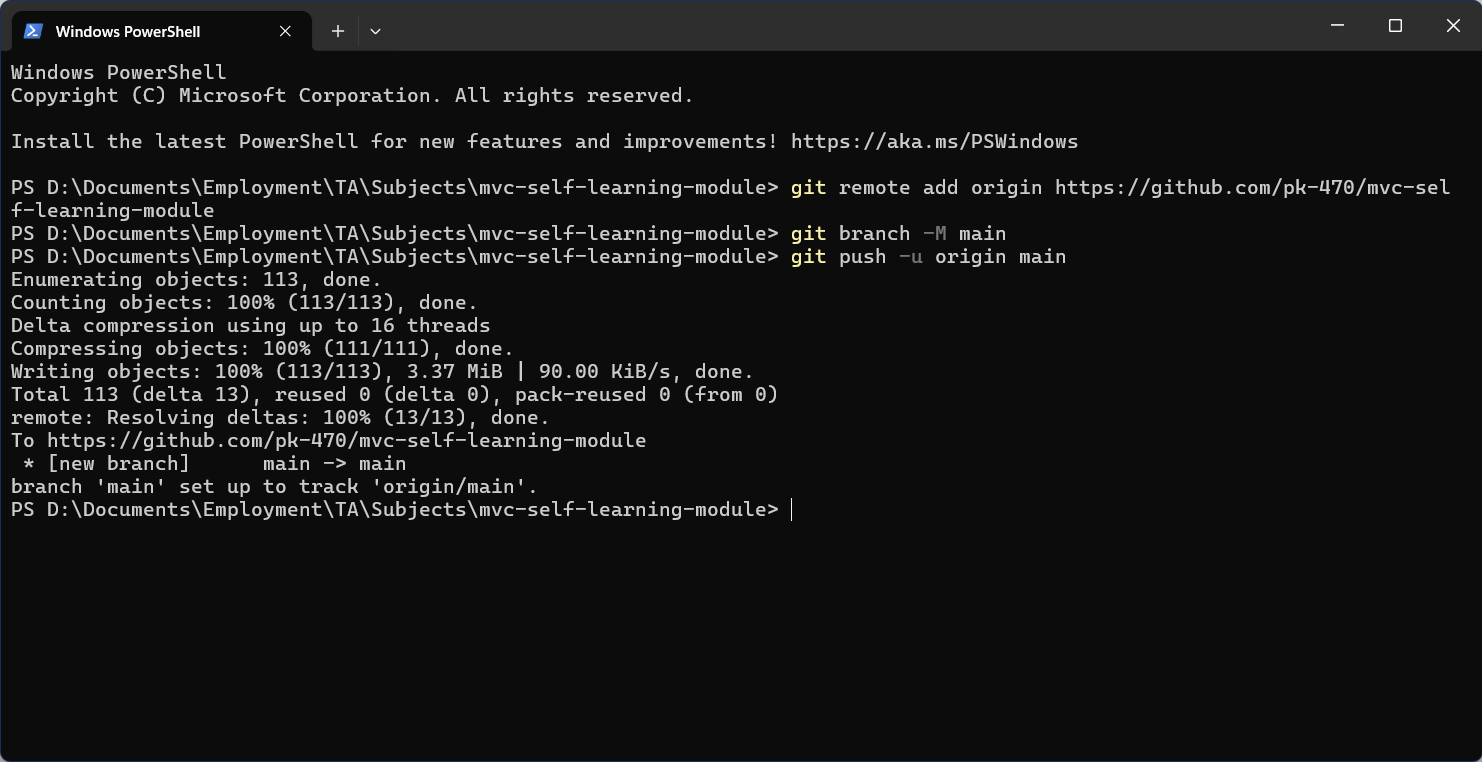 Windows PowerShell
Windows PowerShell
Copyright (C) Microsoft Corporation. All rights reserved.
Install the latest PowerShell for new features and improvements! https://aka.ms/PSWindows
PS D:\Documents\Employment\TA\Subjects\mvc-self-learning-module> git remote add origin https://github.com/pk-470/mvc-sel
f-learning-module
PS D:\Documents\Employment\TA\Subjects\mvc-self-learning-module> git branch -M main
PS D:\Documents\Employment\TA\Subjects\mvc-self-learning-module> git push -u origin main
Enumerating objects: 113, done.
Counting objects: 100% (113/113), done.
Delta compression using up to 16 threads
Compressing objects: 100% (111/111), done.
Writing objects: 100% (113/113), 3.37 MiB | 90.00 KiB/s, done.
Total 113 (delta 13), reused 0 (delta 0), pack-reused 0 (from 0)
remote: Resolving deltas: 100% (13/13), done.
To https://github.com/pk-470/mvc-self-learning-module
 * [new branch]      main -> main
branch 'main' set up to track 'origin/main'.
PS D:\Documents\Employment\TA\Subjects\mvc-self-learning-module>